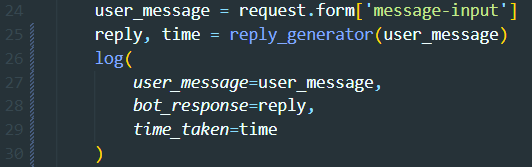 24 user_message = request.form['message-input']
25 reply, time = reply_generator(user_message)
26 log(
27 user_message=user_message,
28 bot_response=reply,
29 time_taken=time
30 )